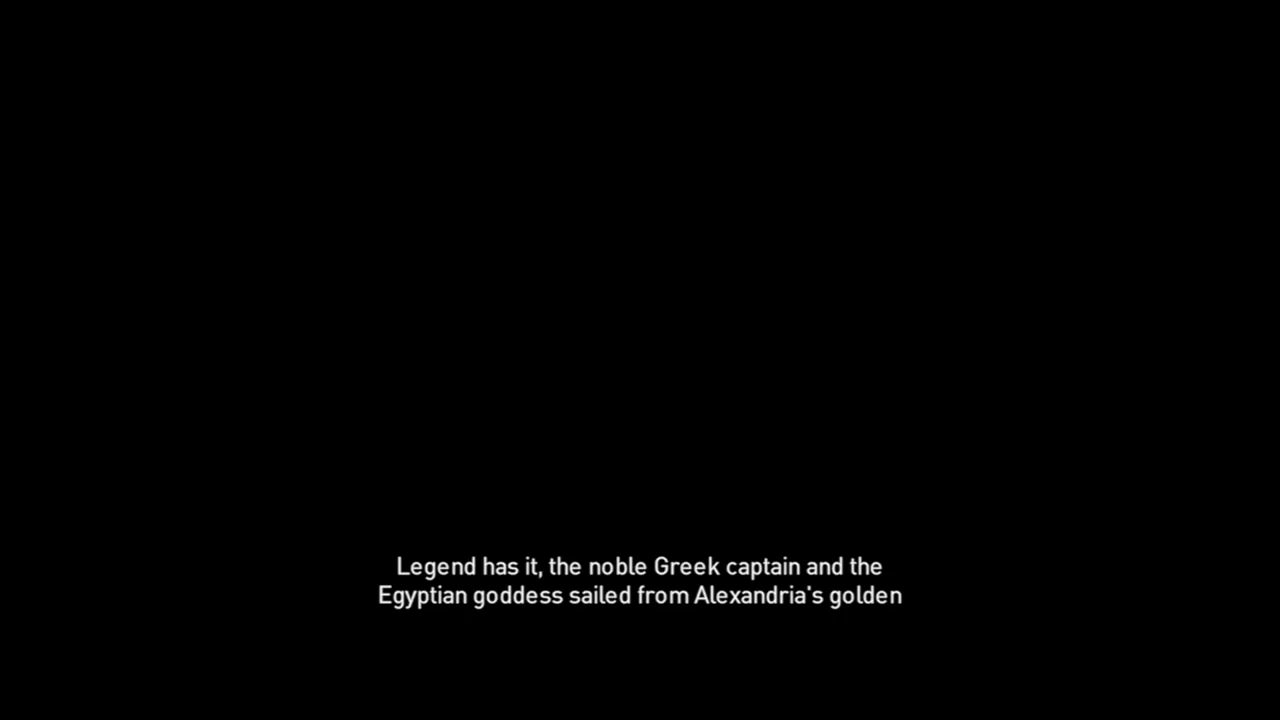 Legend has it, the noble Greek captain and the
Egyptian goddess sailed from Alexandria's golden